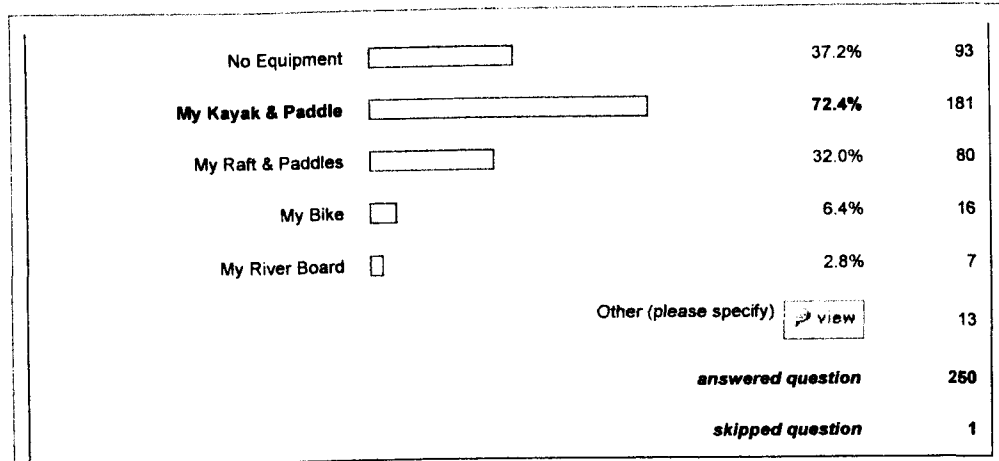 No Equipment 37.2% 93
My Kayak & Paddle 72.4% 181
My Raft & Paddles 32.0% 80
My Bike 6.4% 16
My River Board 2.8% 7
Other (please specify) view 13
answered question 250
skipped question 1